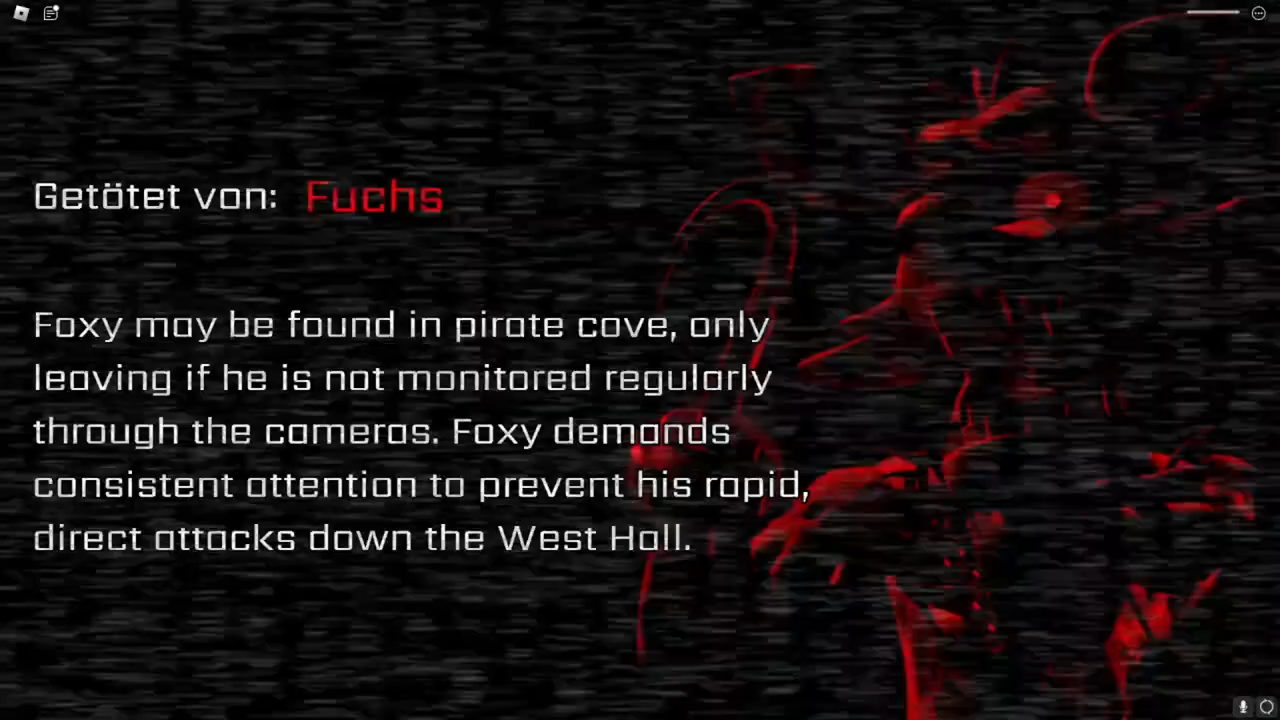 Getötet von: Fuchs
Foxy may be found in pirate cove, only
leaving if he is not monitored regularly
through the cameras. Foxy demands
consistent attention to prevent his rapid,
direct attacks down the West Hall.